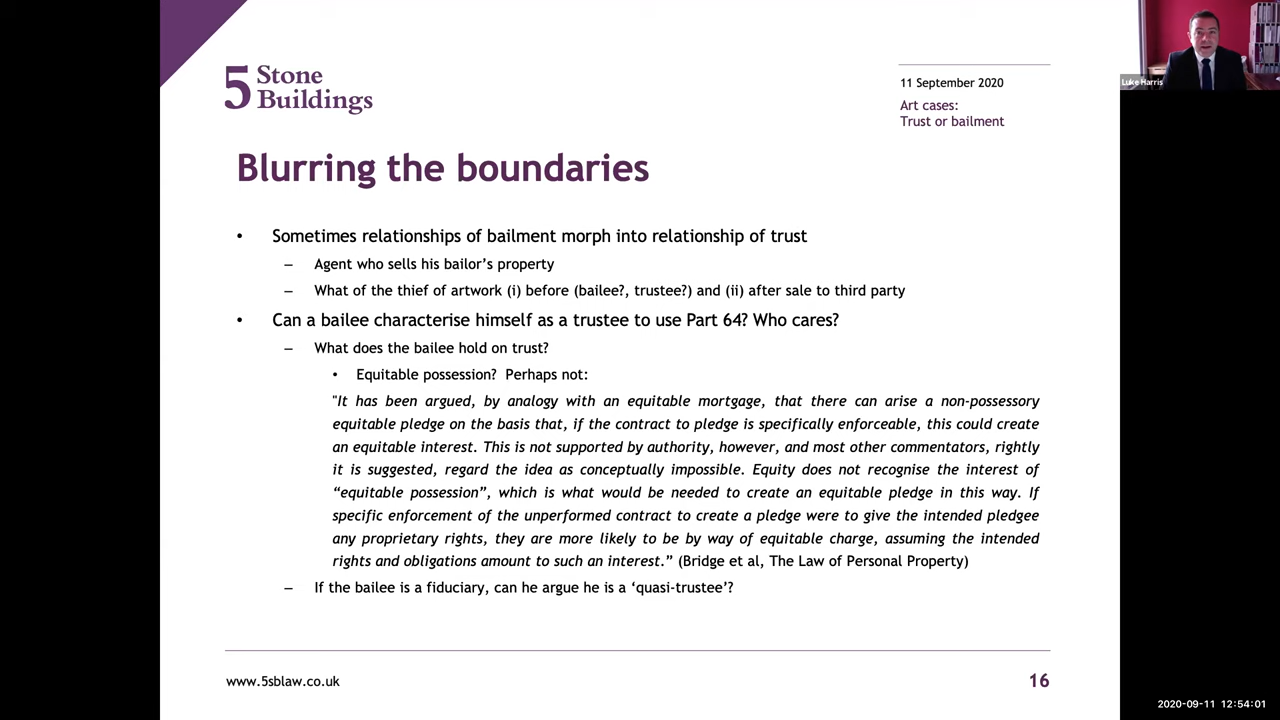 5 Stone
Buildings
11 September 2020
Art cases:
Trust or bailment
Luke Harris
Blurring the boundaries
• Sometimes relationships of bailment morph into relationship of trust
– Agent who sells his bailor’s property
– What of the thief of artwork (i) before (bailee?, trustee?) and (ii) after sale to third party
• Can a bailee characterise himself as a trustee to use Part 64? Who cares?
– What does the bailee hold on trust?
• Equitable possession? Perhaps not:
"It has been argued, by analogy with an equitable mortgage, that there can arise a non-possessory
equitable pledge on the basis that, if the contract to pledge is specifically enforceable, this could create
an equitable interest. This is not supported by authority, however, and most other commentators, rightly
it is suggested, regard the idea as conceptually impossible. Equity does not recognise the interest of
“equitable possession”, which is what would be needed to create an equitable pledge in this way. If
specific enforcement of the unperformed contract to create a pledge were to give the intended pledgee
any proprietary rights, they are more likely to be by way of equitable charge, assuming the intended
rights and obligations amount to such an interest.” (Bridge et al, The Law of Personal Property)
– If the bailee is a fiduciary, can he argue he is a ‘quasi-trustee’?
www.5sblaw.co.uk
16
2020-09-11 12:54:01